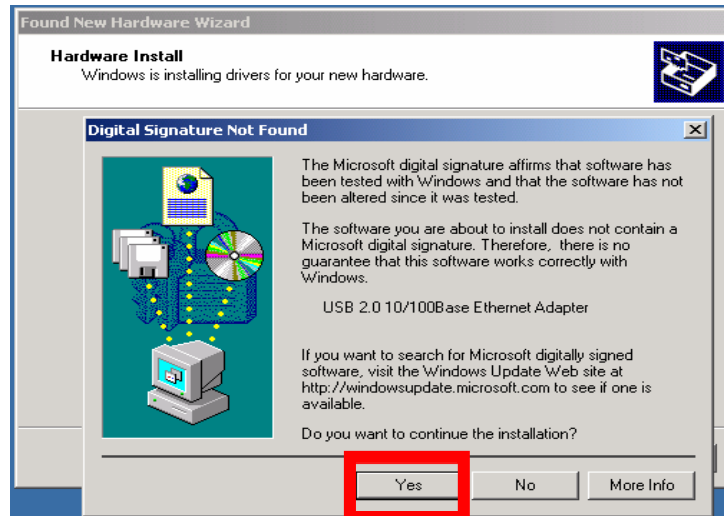 Found New Hardware Wizard
Hardware Install
Windows is installing drivers for your new hardware.
Digital Signature Not Found
The Microsoft digital signature affirms that software has
been tested with Windows and that the software has not
been altered since it was tested.
The software you are about to install does not contain a
Microsoft digital signature. Therefore, there is no
guarantee that this software works correctly with
Windows.
USB 2.0 10/100Base Ethernet Adapter
If you want to search for Microsoft digitally signed
software, visit the Windows Update Web site at
http://windowsupdate.microsoft.com to see if one is
available.
Do you want to continue the installation?
Yes No More Info